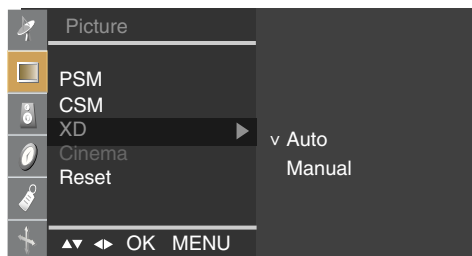 Picture
PSM
CSM
XD
Cinema
Reset
v Auto
Manual
OK MENU